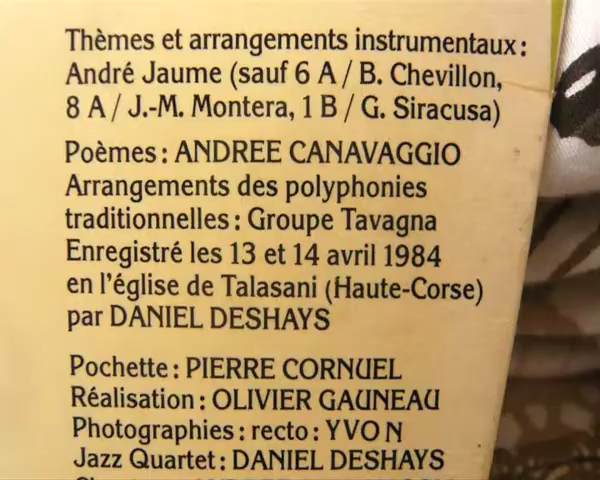 Thèmes et arrangements instrumentaux :
André Jaume (sauf 6 A / B. Chevillon,
8 A / J.-M. Montera, 1 B / G. Siracusa)
Poèmes : ANDREE CANAVAGGIO
Arrangements des polyphonies
traditionnelles : Groupe Tavagna
Enregistré les 13 et 14 avril 1984
en l'église de Talasani (Haute-Corse)
par DANIEL DESHAYS
Pochette : PIERRE CORNUEL
Réalisation : OLIVIER GAUNEAU
Photographies : recto : YVON
Jazz Quartet : DANIEL DESHAYS